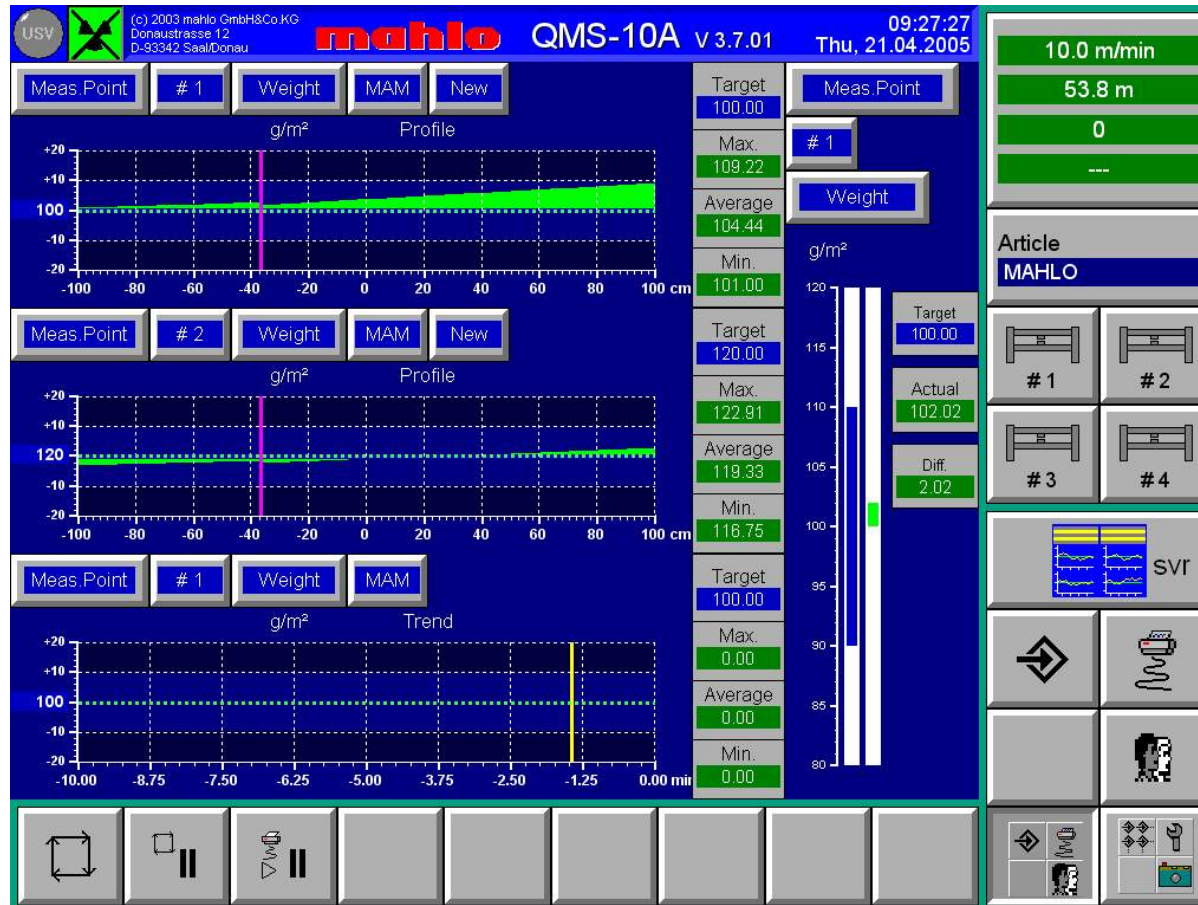 USV
(c) 2003 mahlo GmbH&Co.KG
Donaustrasse 12
D-93342 Saal/Donau
mahlo
QMS-10A V 3.7.01
09:27:27
Thu, 21.04.2005
Meas.Point # 1 Weight MAM New
g/m² Profile
+20
+10
100
-10
-20
-100 -80 -60 -40 -20 0 20 40 60 80 100 cm
Target
100.00
Max.
109.22
Average
104.44
Min.
101.00
Meas.Point # 2 Weight MAM New
g/m² Profile
+20
+10
120
-10
-20
-100 -80 -60 -40 -20 0 20 40 60 80 100 cm
Target
120.00
Max.
122.91
Average
119.33
Min.
116.75
Meas.Point # 1 Weight MAM
g/m² Trend
+20
+10
100
-10
-20
-10.00 -8.75 -7.50 -6.25 -5.00 -3.75 -2.50 -1.25 0.00 min
Target
100.00
Max.
0.00
Average
0.00
Min.
0.00
Meas.Point
# 1
Weight
g/m²
120
115
110
105
100
95
90
85
80
Target
100.00
Actual
102.02
Diff.
2.02
10.0 m/min
53.8 m
0
---
Article
MAHLO
# 1 # 2
# 3 # 4
svr